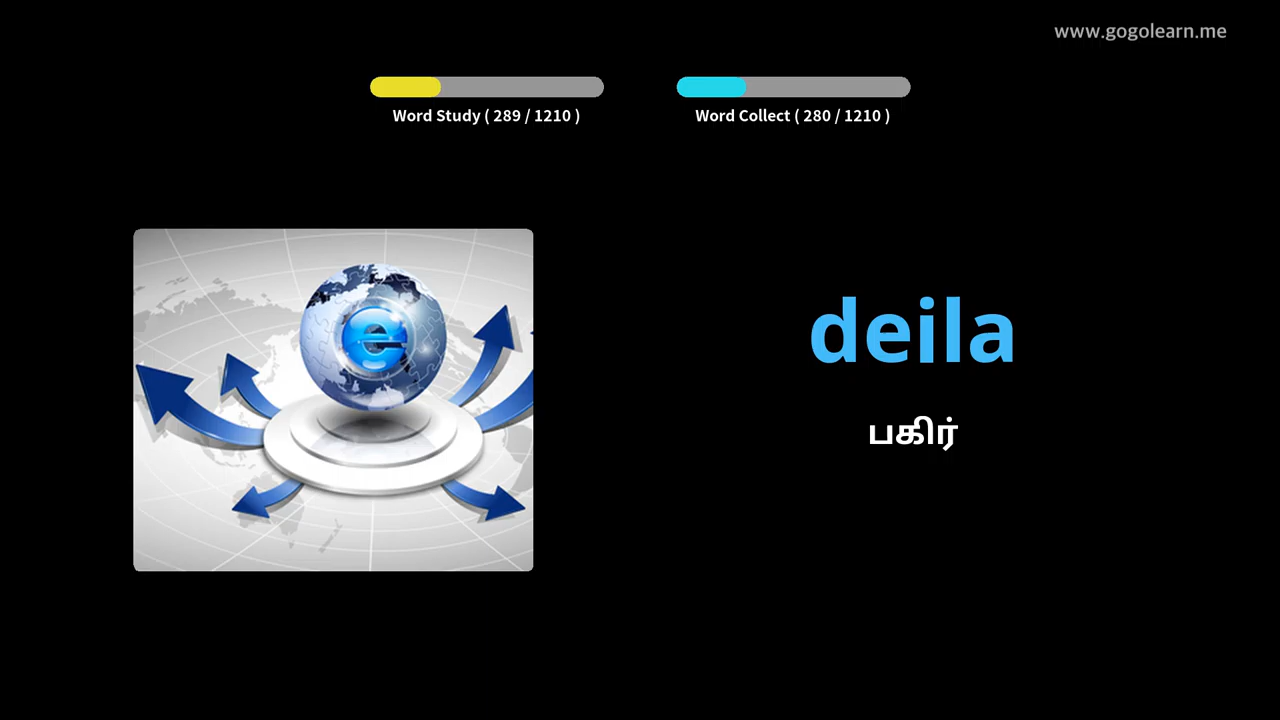 www.gogolearn.me
Word Study ( 289 / 1210 )
Word Collect ( 280 / 1210 )
e
deila
பகிர்